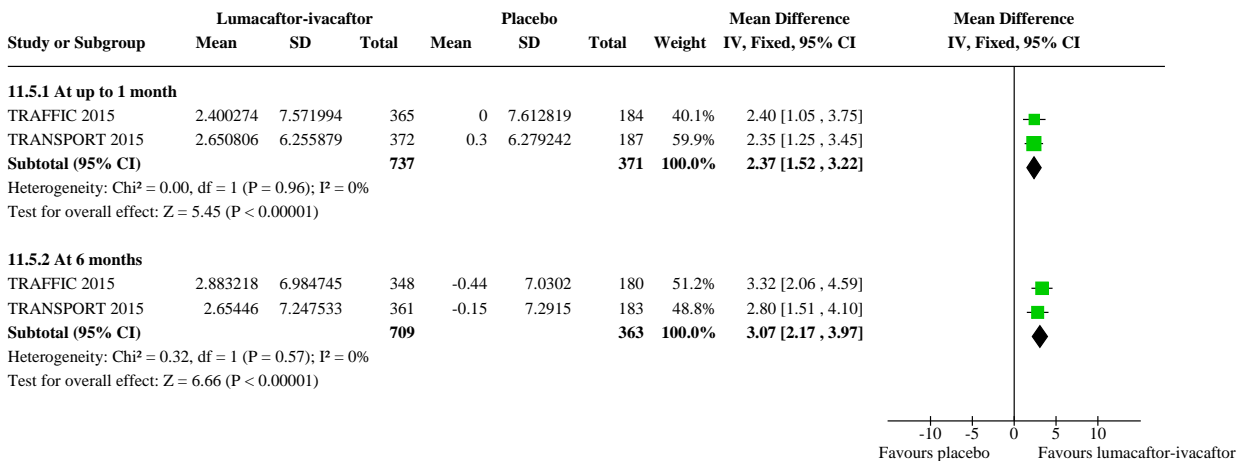 Lumacaftor-ivacaftor Placebo Mean Difference Mean Difference
Study or Subgroup Mean SD Total Mean SD Total Weight IV, Fixed, 95% CI IV, Fixed, 95% CI
11.5.1 At up to 1 month
TRAFFIC 2015 2.400274 7.571994 365 0 7.612819 184 40.1% 2.40 [1.05 , 3.75]
TRANSPORT 2015 2.650806 6.255879 372 0.3 6.279242 187 59.9% 2.35 [1.25 , 3.45]
Subtotal (95% CI) 737 371 100.0% 2.37 [1.52 , 3.22]
Heterogeneity: Chi² = 0.00, df = 1 (P = 0.96); I² = 0%
Test for overall effect: Z = 5.45 (P < 0.00001)
11.5.2 At 6 months
TRAFFIC 2015 2.883218 6.984745 348 -0.44 7.0302 180 51.2% 3.32 [2.06 , 4.59]
TRANSPORT 2015 2.65446 7.247533 361 -0.15 7.2915 183 48.8% 2.80 [1.51 , 4.10]
Subtotal (95% CI) 709 363 100.0% 3.07 [2.17 , 3.97]
Heterogeneity: Chi² = 0.32, df = 1 (P = 0.57); I² = 0%
Test for overall effect: Z = 6.66 (P < 0.00001)
-10 -5 0 5 10
Favours placebo Favours lumacaftor-ivacaftor